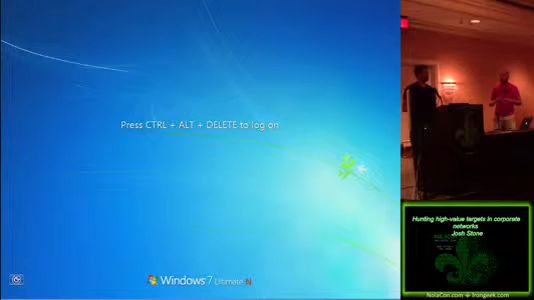 Press CTRL + ALT + DELETE to log on
Windows 7 Ultimate N
Hunting high-value targets in corporate
networks
Josh Stone
NolaCon.com Irongeek.com